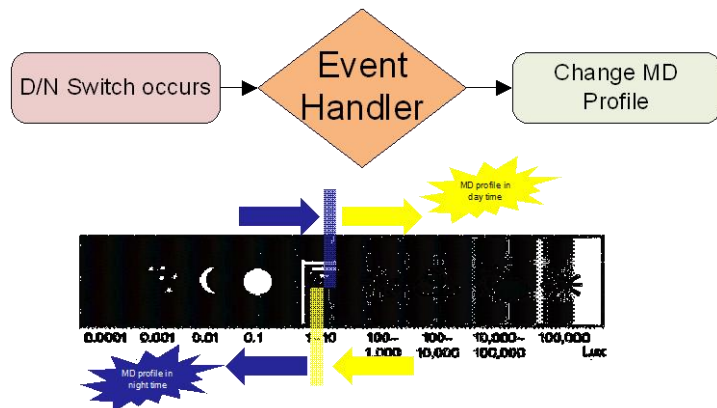 D/N Switch occurs
Event
Handler
Change MD
Profile
MD profile in
day time
0.0001 0.001 0.01 0.1 1~10 100~ 100~ 10,000~ 100,000
1,000 10,000 100,000 Lux
MD profile in
night time